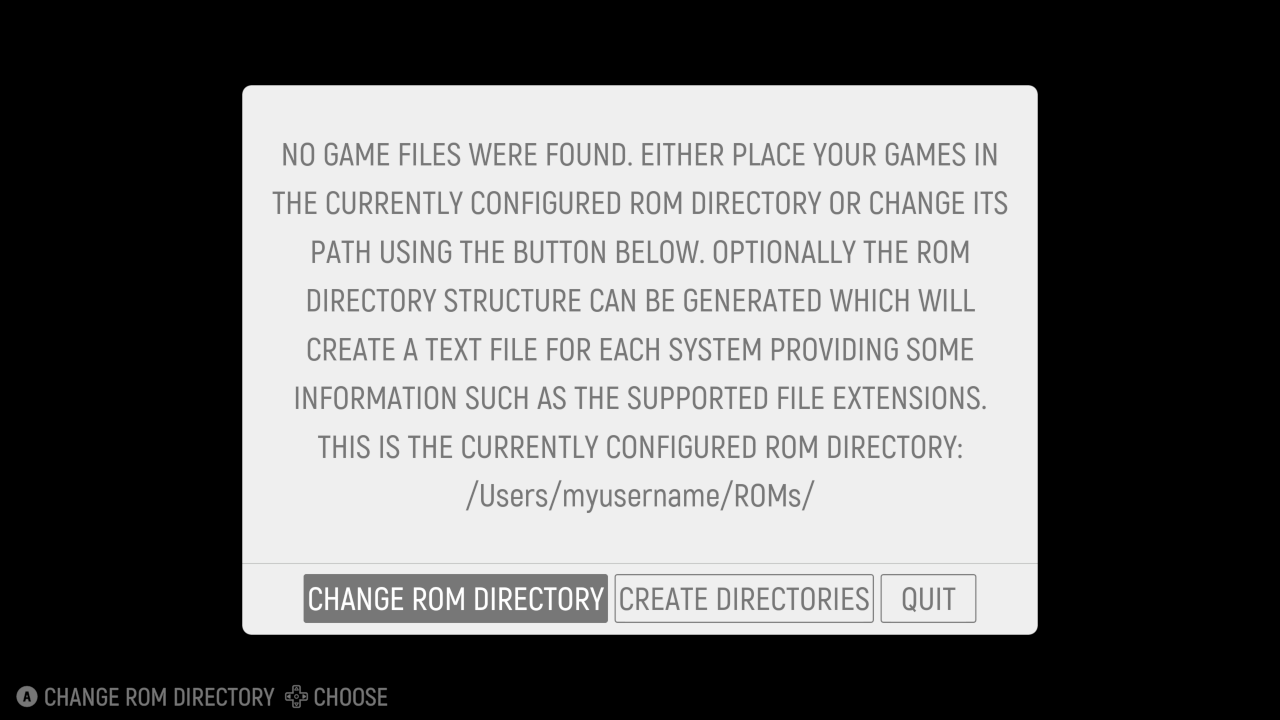 NO GAME FILES WERE FOUND. EITHER PLACE YOUR GAMES IN
THE CURRENTLY CONFIGURED ROM DIRECTORY OR CHANGE ITS
PATH USING THE BUTTON BELOW. OPTIONALLY THE ROM
DIRECTORY STRUCTURE CAN BE GENERATED WHICH WILL
CREATE A TEXT FILE FOR EACH SYSTEM PROVIDING SOME
INFORMATION SUCH AS THE SUPPORTED FILE EXTENSIONS.
THIS IS THE CURRENTLY CONFIGURED ROM DIRECTORY:
/Users/myusername/ROMs/
CHANGE ROM DIRECTORY CREATE DIRECTORIES QUIT
A CHANGE ROM DIRECTORY CHOOSE